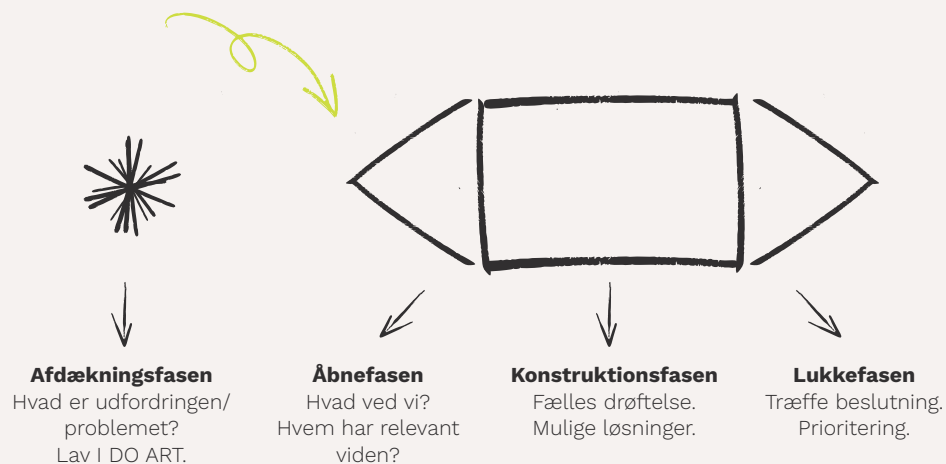 Afdækningsfasen
Hvad er udfordringen/
problemet?
Lav I DO ART.
Åbnefasen
Hvad ved vi?
Hvem har relevant
viden?
Konstruktionsfasen
Fælles drøftelse.
Mulige løsninger.
Lukkefasen
Træffe beslutning.
Prioritering.